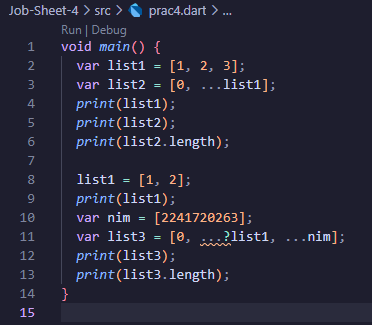 Job-Sheet-4 > src > prac4.dart > ...
Run | Debug
1 void main() {
2   var list1 = [1, 2, 3];
3   var list2 = [0, ...list1];
4   print(list1);
5   print(list2);
6   print(list2.length);
7
8   list1 = [1, 2];
9   print(list1);
10   var nim = [2241720263];
11   var list3 = [0, ...?list1, ...nim];
12   print(list3);
13   print(list3.length);
14 }
15